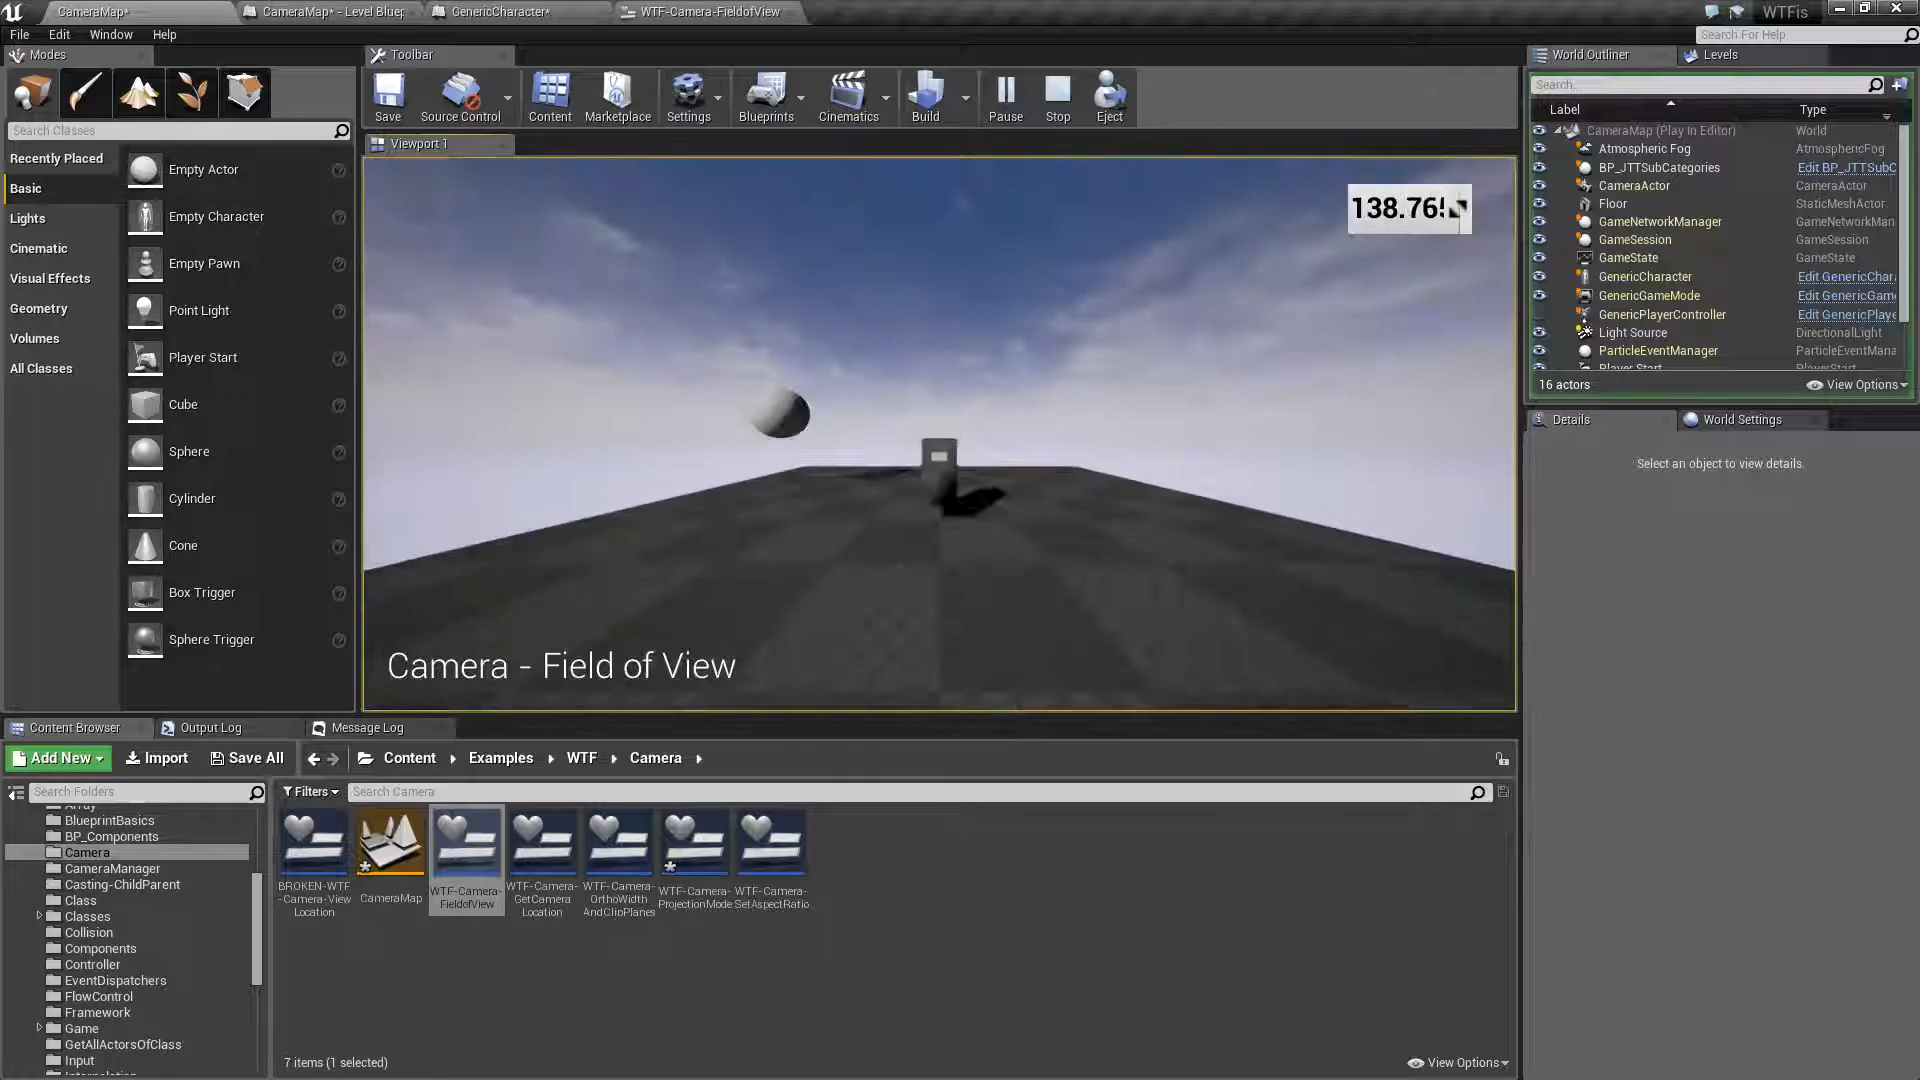 CameraMap*
CameraMap* - Level Bluep
GenericCharacter*
WTF-Camera-FieldofView
WTFis
File
Edit
Window
Help
Search For Help
Modes
Toolbar
World Outliner
Levels
Save
Source Control
Content
Marketplace
Settings
Blueprints
Cinematics
Build
Pause
Stop
Eject
Search...
Label
Type
Search Classes
Viewport 1
Recently Placed
Basic
Lights
Cinematic
Visual Effects
Geometry
Volumes
All Classes
Empty Actor
Empty Character
Empty Pawn
Point Light
Player Start
Cube
Sphere
Cylinder
Cone
Box Trigger
Sphere Trigger
138.765
Camera - Field of View
CameraMap (Play In Editor)
World
Atmospheric Fog
AtmosphericFog
BP_JTTSubCategories
Edit BP_JTTSubC
CameraActor
CameraActor
Floor
StaticMeshActor
GameNetworkManager
GameNetworkMan
GameSession
GameSession
GameState
GameState
GenericCharacter
Edit GenericChar
GenericGameMode
Edit GenericGam
GenericPlayerController
Edit GenericPlaye
Light Source
DirectionalLight
ParticleEventManager
ParticleEventMana
Player Start
PlayerStart
16 actors
View Options
Details
World Settings
Select an object to view details.
Content Browser
Output Log
Message Log
Add New
Import
Save All
Content
Examples
WTF
Camera
Search Folders
Filters
Search Camera
Array
BlueprintBasics
BP_Components
Camera
CameraManager
Casting-ChildParent
Class
Classes
Collision
Components
Controller
EventDispatchers
FlowControl
Framework
Game
GetAllActorsOfClass
Input
BROKEN-WTF
-Camera-View
Location
CameraMap
WTF-Camera-
FieldofView
WTF-Camera-
GetCamera
Location
WTF-Camera-
OrthoWidth
AndClipPlanes
WTF-Camera-
ProjectionMode
WTF-Camera-
SetAspectRatio
7 items (1 selected)
View Options